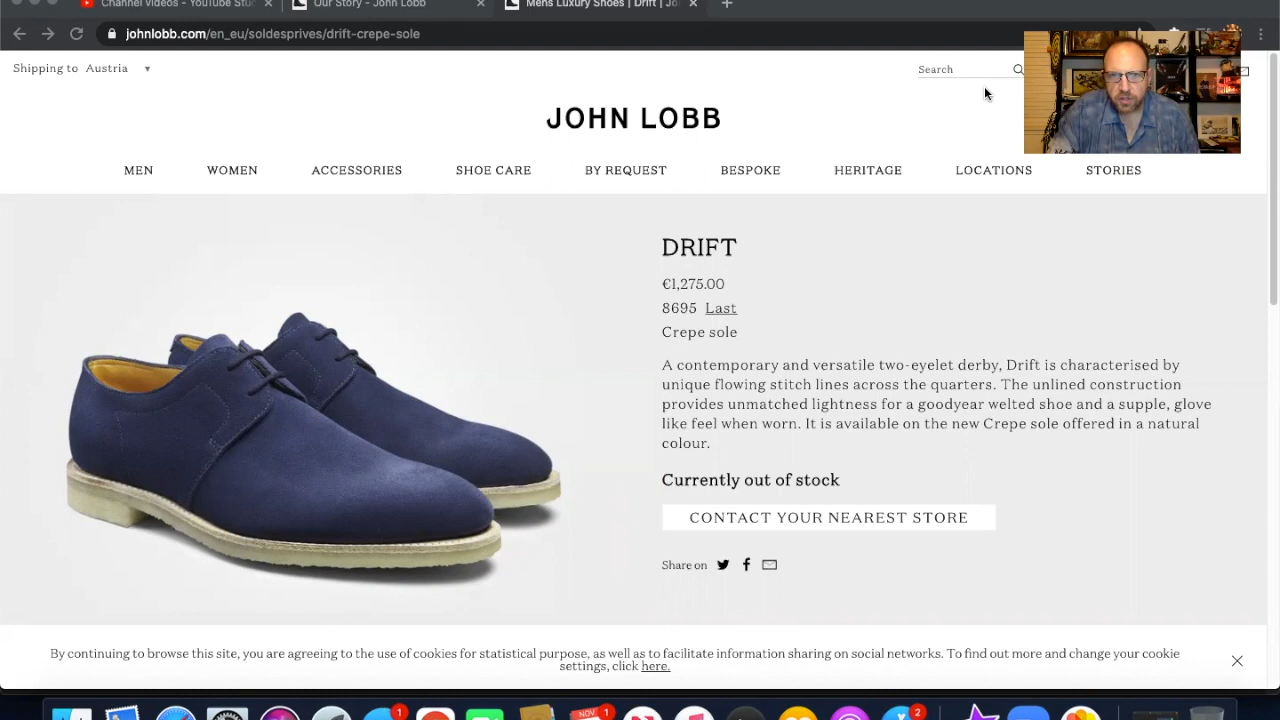 Channel videos - YouTube Stud
Our Story - John Lobb
Mens Luxury Shoes | Drift | Jo
johnlobb.com/en_eu/soldesprives/drift-crepe-sole
Shipping to Austria
Search
JOHN LOBB
MEN WOMEN ACCESSORIES SHOE CARE BY REQUEST BESPOKE HERITAGE LOCATIONS STORIES
DRIFT
€1,275.00
8695 Last
Crepe sole
A contemporary and versatile two-eyelet derby, Drift is characterised by
unique flowing stitch lines across the quarters. The unlined construction
provides unmatched lightness for a goodyear welted shoe and a supple, glove
like feel when worn. It is available on the new Crepe sole offered in a natural
colour.
Currently out of stock
CONTACT YOUR NEAREST STORE
Share on
By continuing to browse this site, you are agreeing to the use of cookies for statistical purpose, as well as to facilitate information sharing on social networks. To find out more and change your cookie
settings, click here.
1
NOV
1
2